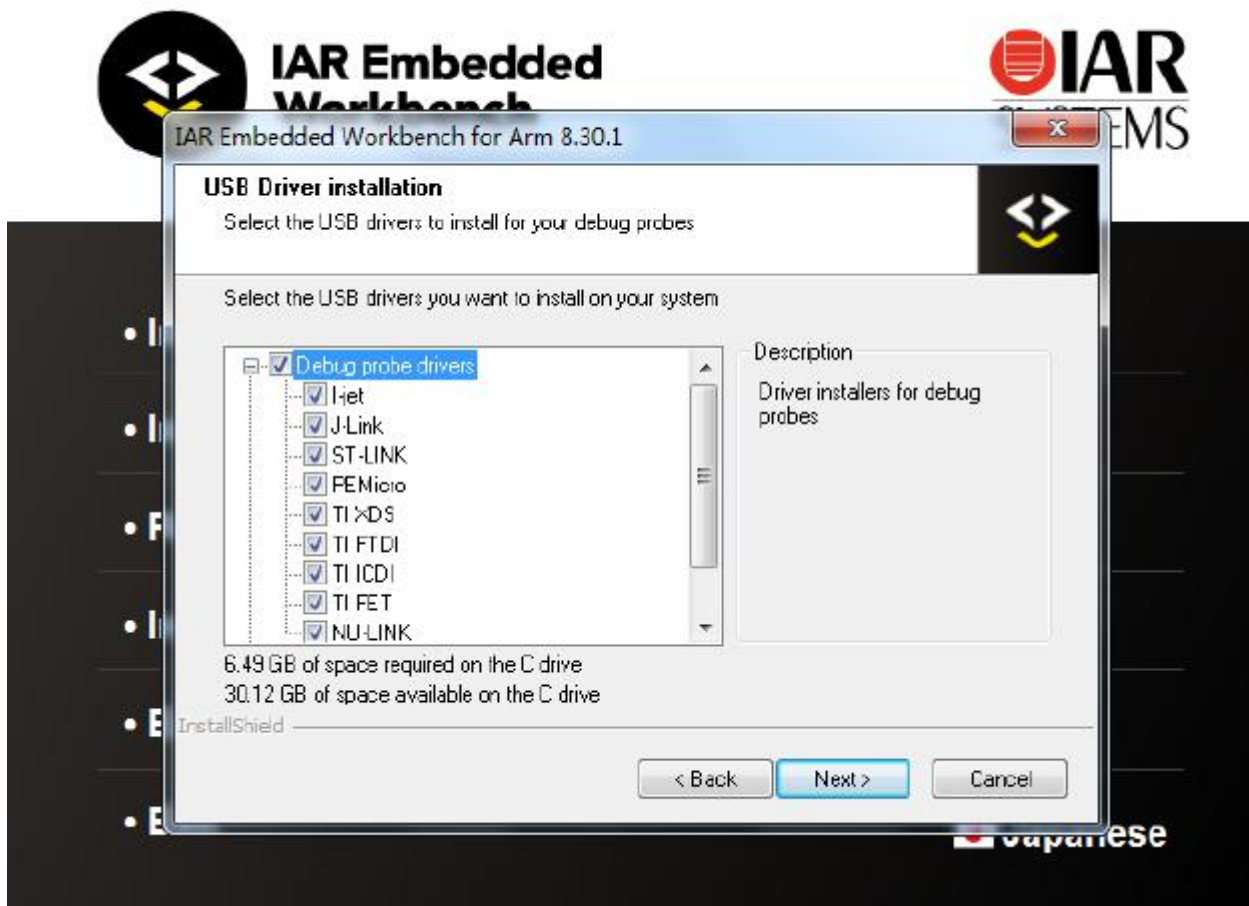 IAR Embedded
Workbench
IAR
SYSTEMS
IAR Embedded Workbench for Arm 8.30.1
USB Driver installation
Select the USB drivers to install for your debug probes
Select the USB drivers you want to install on your system
Debug probe drivers
I-jet
J-Link
ST-LINK
PEMicro
TI XDS
TI FTDI
TI ICDI
TI FET
NU-LINK
Description
Driver installers for debug
probes
6.49 GB of space required on the C drive
30.12 GB of space available on the C drive
InstallShield
< Back
Next >
Cancel
Japanese